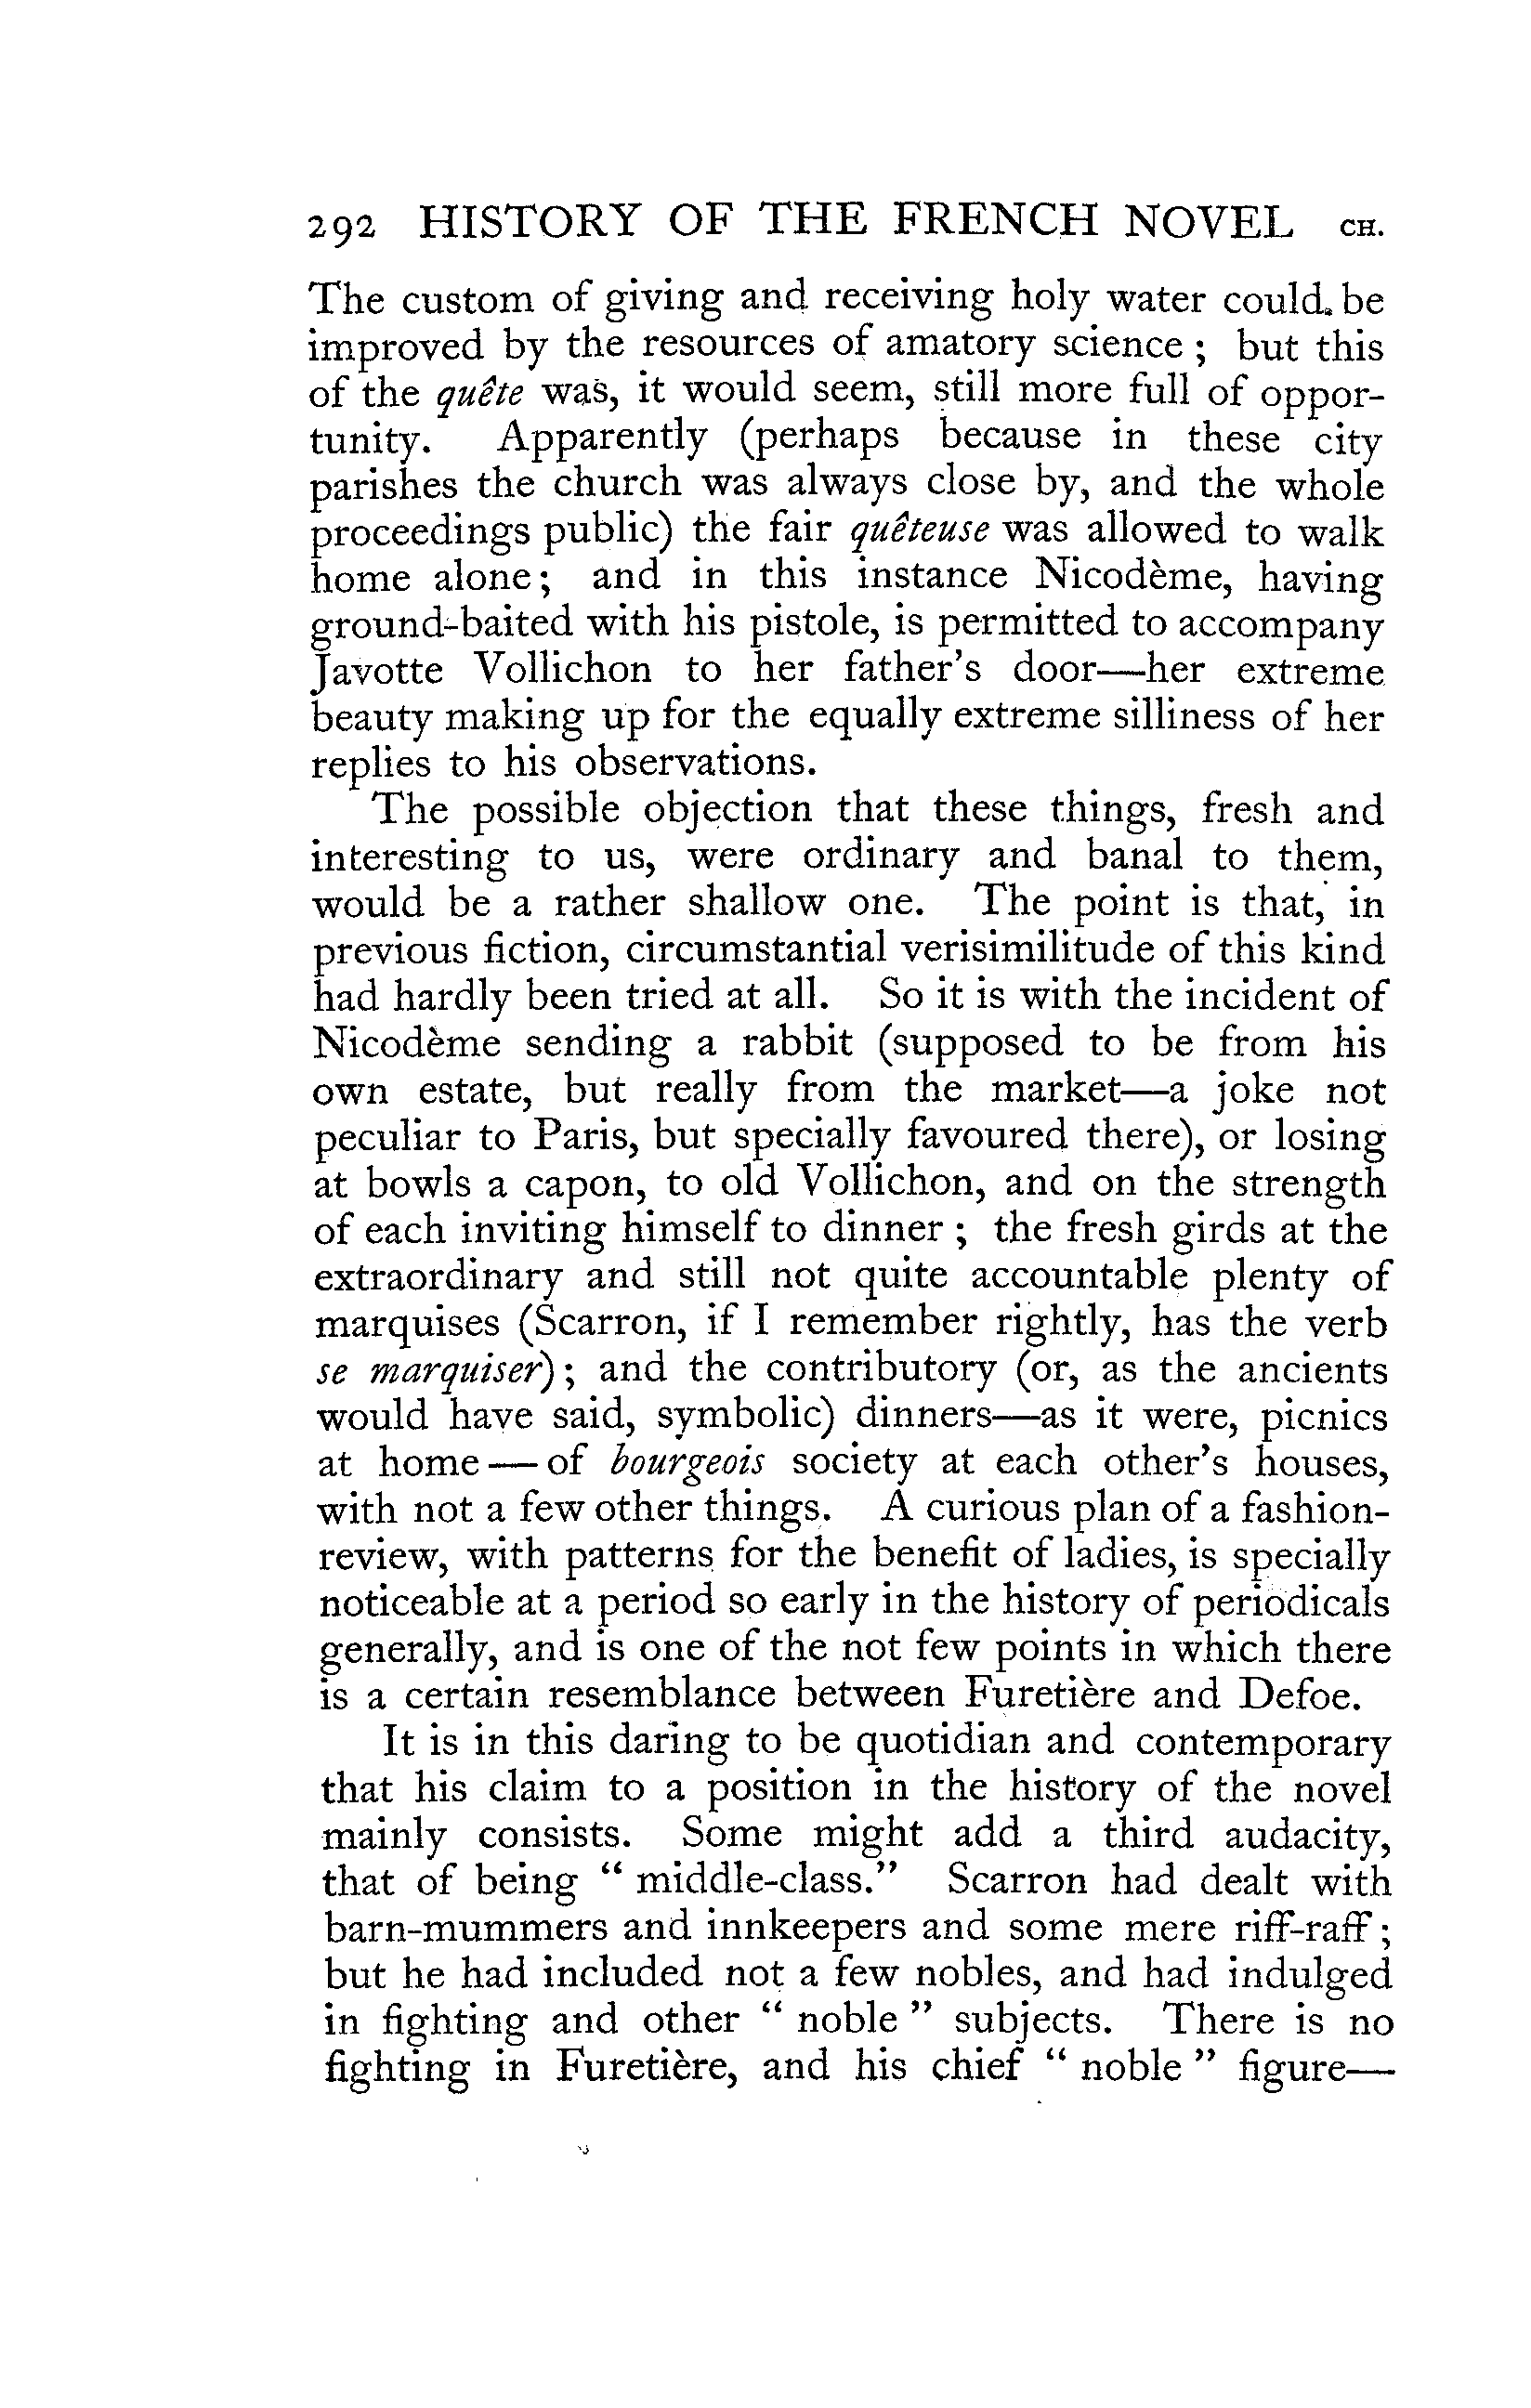 292 HISTORY OF THE FRENCH NOVEL CH.
The custom of giving and receiving holy water could be
improved by the resources of amatory science ; but this
of the quête was, it would seem, still more full of oppor-
tunity. Apparently (perhaps because in these city
parishes the church was always close by, and the whole
proceedings public) the fair quêteuse was allowed to walk
home alone ; and in this instance Nicodème, having
ground-baited with his pistole, is permitted to accompany
Javotte Vollichon to her father's door—her extreme
beauty making up for the equally extreme silliness of her
replies to his observations.
The possible objection that these things, fresh and
interesting to us, were ordinary and banal to them,
would be a rather shallow one. The point is that, in
previous fiction, circumstantial verisimilitude of this kind
had hardly been tried at all. So it is with the incident of
Nicodème sending a rabbit (supposed to be from his
own estate, but really from the market—a joke not
peculiar to Paris, but specially favoured there), or losing
at bowls a capon, to old Vollichon, and on the strength
of each inviting himself to dinner ; the fresh girds at the
extraordinary and still not quite accountable plenty of
marquises (Scarron, if I remember rightly, has the verb
se marquiser) ; and the contributory (or, as the ancients
would have said, symbolic) dinners—as it were, picnics
at home — of bourgeois society at each other's houses,
with not a few other things. A curious plan of a fashion-
review, with patterns for the benefit of ladies, is specially
noticeable at a period so early in the history of periodicals
generally, and is one of the not few points in which there
is a certain resemblance between Furetière and Defoe.
It is in this daring to be quotidian and contemporary
that his claim to a position in the history of the novel
mainly consists. Some might add a third audacity,
that of being “ middle-class.” Scarron had dealt with
barn-mummers and innkeepers and some mere riff-raff ;
but he had included not a few nobles, and had indulged
in fighting and other “ noble ” subjects. There is no
fighting in Furetière, and his chief “ noble ” figure—